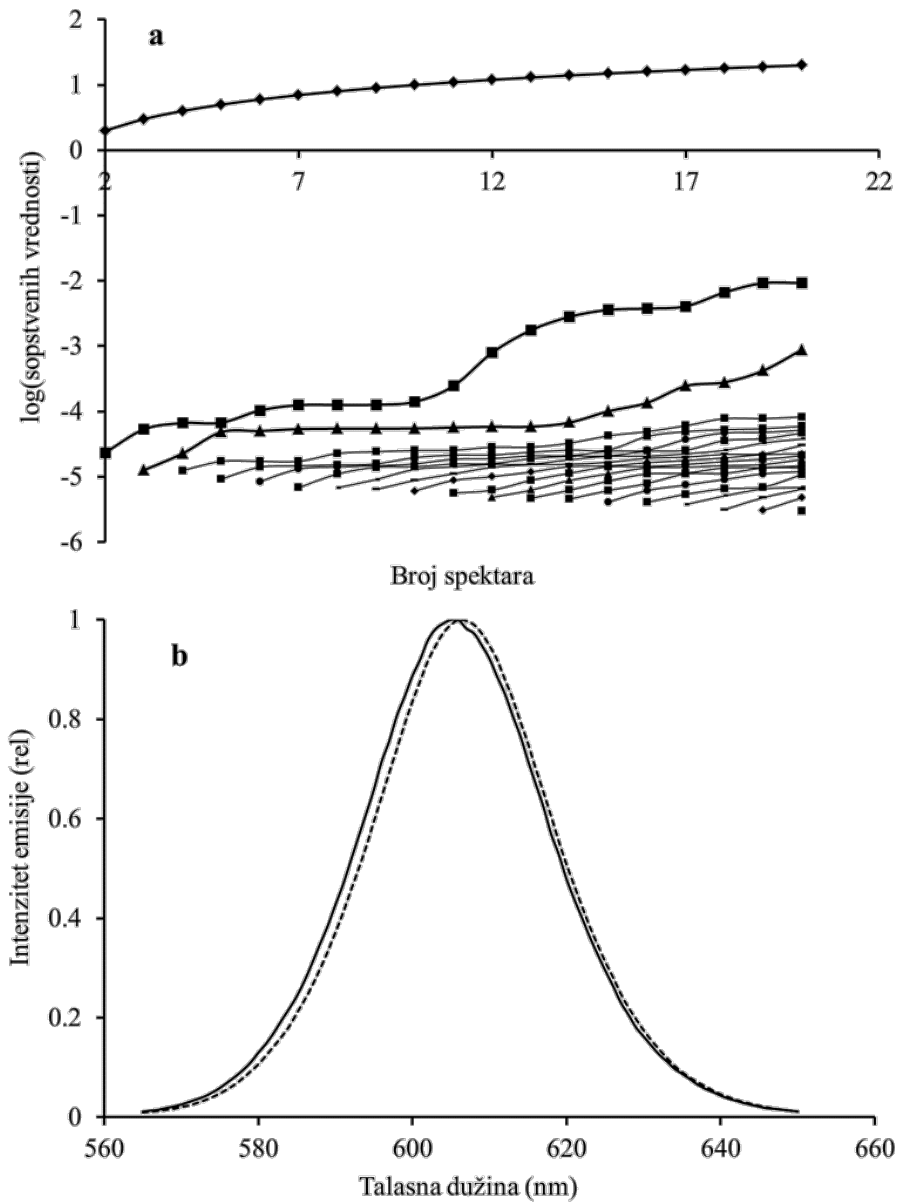 a
2
1
0
2 7 12 17 22
-1
-2
-3
-4
-5
-6
log(sopstvenih vrednosti)
Broj spektara
b
1
0.8
0.6
0.4
0.2
0
Intenzitet emisije (rel)
560 580 600 620 640 660
Talasna dužina (nm)